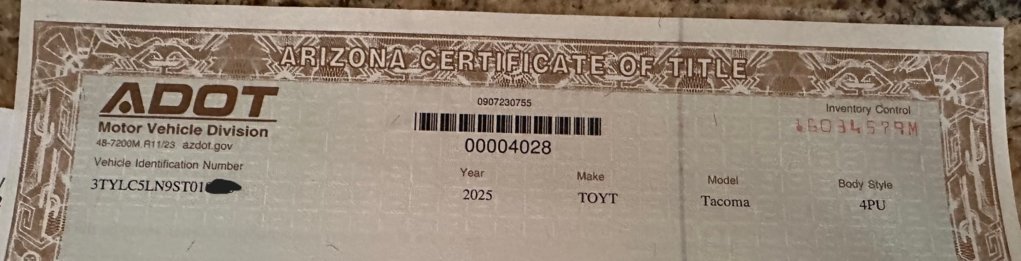 ARIZONA CERTIFICATE OF TITLE
ADOT
Motor Vehicle Division
48-7200M R11/23 azdot.gov
0907230755
00004028
Inventory Control
16034579M
Vehicle Identification Number
3TYLC5LN9ST01
Year
2025
Make
TOYT
Model
Tacoma
Body Style
4PU